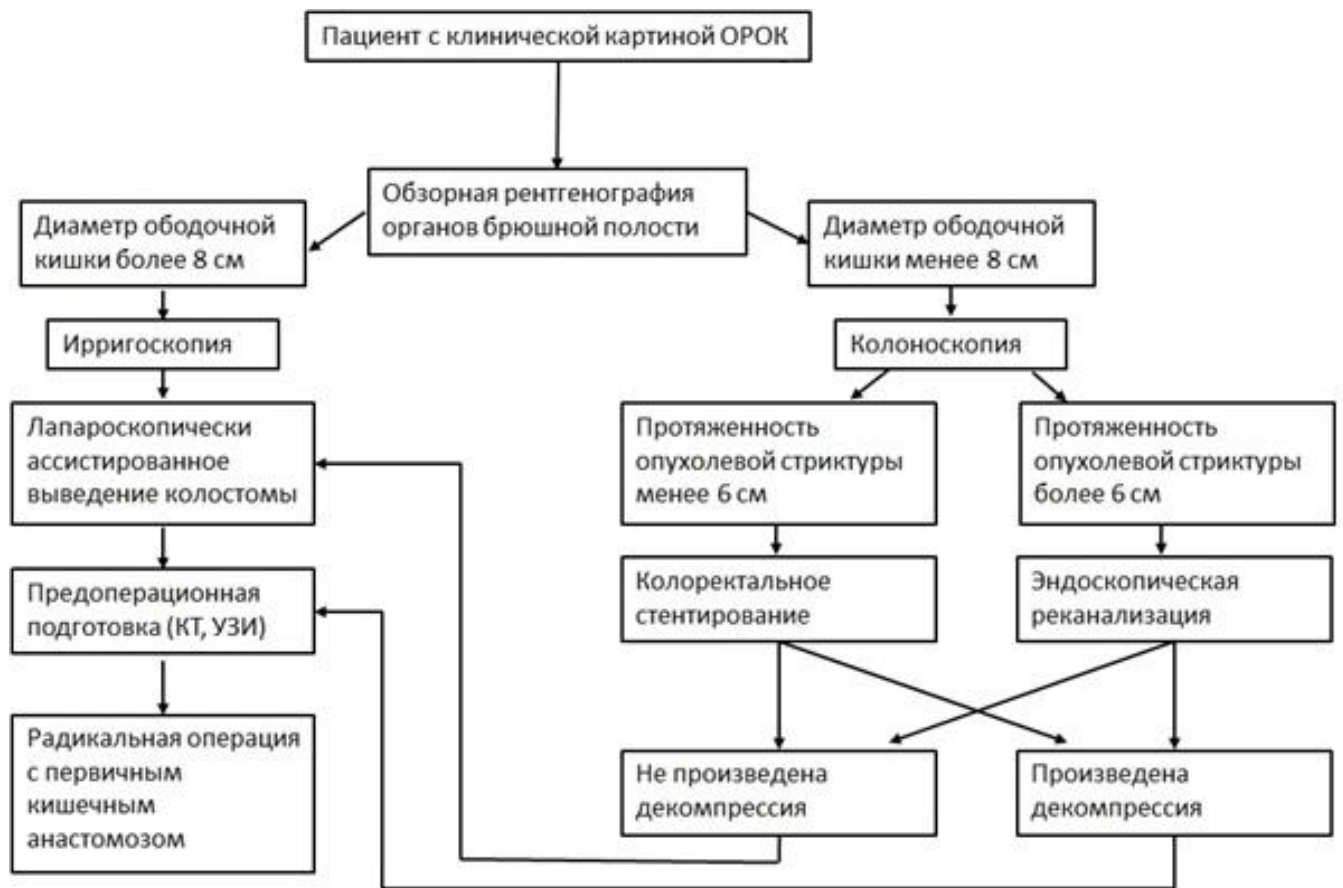 Пациент с клинической картиной ОРОК
Обзорная рентгенография
органов брюшной полости
Диаметр ободочной
кишки более 8 см
Диаметр ободочной
кишки менее 8 см
Ирригоскопия
Колоноскопия
Лапароскопически
ассистированное
выведение колостомы
Протяженность
опухолевой стриктуры
менее 6 см
Протяженность
опухолевой стриктуры
более 6 см
Предоперационная
подготовка (КТ, УЗИ)
Колоректальное
стентирование
Эндоскопическая
реканализация
Радикальная операция
с первичным
кишечным
анастомозом
Не произведена
декомпрессия
Произведена
декомпрессия